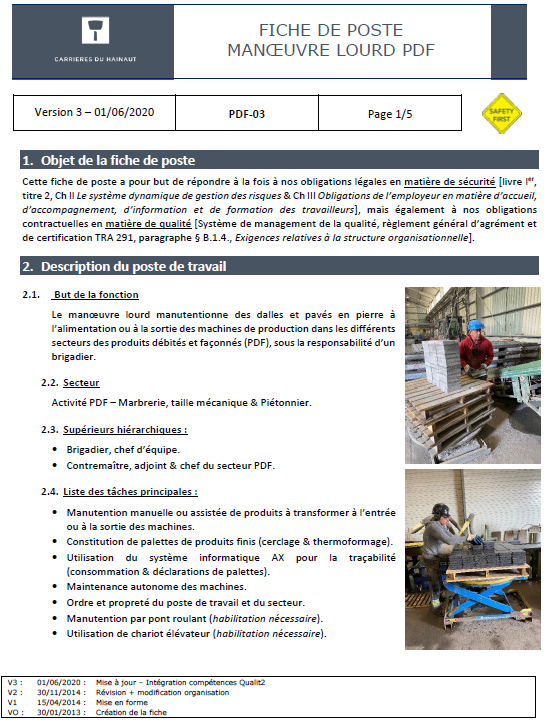 CARRIERES DU HAINAUT
FICHE DE POSTE
MANŒUVRE LOURD PDF
Version 3 – 01/06/2020
PDF-03
Page 1/5
SAFETY
FIRST
1. Objet de la fiche de poste
Cette fiche de poste a pour but de répondre à la fois à nos obligations légales en matière de sécurité [livre Ier,
titre 2, Ch II Le système dynamique de gestion des risques & Ch III Obligations de l'employeur en matière d'accueil,
d'accompagnement, d'information et de formation des travailleurs], mais également à nos obligations
contractuelles en matière de qualité [Système de management de la qualité, règlement général d'agrément et
de certification TRA 291, paragraphe § B.1.4., Exigences relatives à la structure organisationnelle].
2. Description du poste de travail
2.1. But de la fonction
Le manœuvre lourd manutentionne des dalles et pavés en pierre à
l'alimentation ou à la sortie des machines de production dans les différents
secteurs des produits débités et façonnés (PDF), sous la responsabilité d'un
brigadier.
2.2. Secteur
Activité PDF – Marbrerie, taille mécanique & Piétonnier.
2.3. Supérieurs hiérarchiques :
• Brigadier, chef d'équipe.
• Contremaître, adjoint & chef du secteur PDF.
2.4. Liste des tâches principales :
• Manutention manuelle ou assistée de produits à transformer à l'entrée
ou à la sortie des machines.
• Constitution de palettes de produits finis (cerclage & thermoformage).
• Utilisation du système informatique AX pour la traçabilité
(consommation & déclarations de palettes).
• Maintenance autonome des machines.
• Ordre et propreté du poste de travail et du secteur.
• Manutention par pont roulant (habilitation nécessaire).
• Utilisation de chariot élévateur (habilitation nécessaire).
V3 : 01/06/2020 : Mise à jour – Intégration compétences Qualit2
V2 : 30/11/2014 : Révision + modification organisation
V1 15/04/2014 : Mise en forme
VO : 30/01/2013 : Création de la fiche